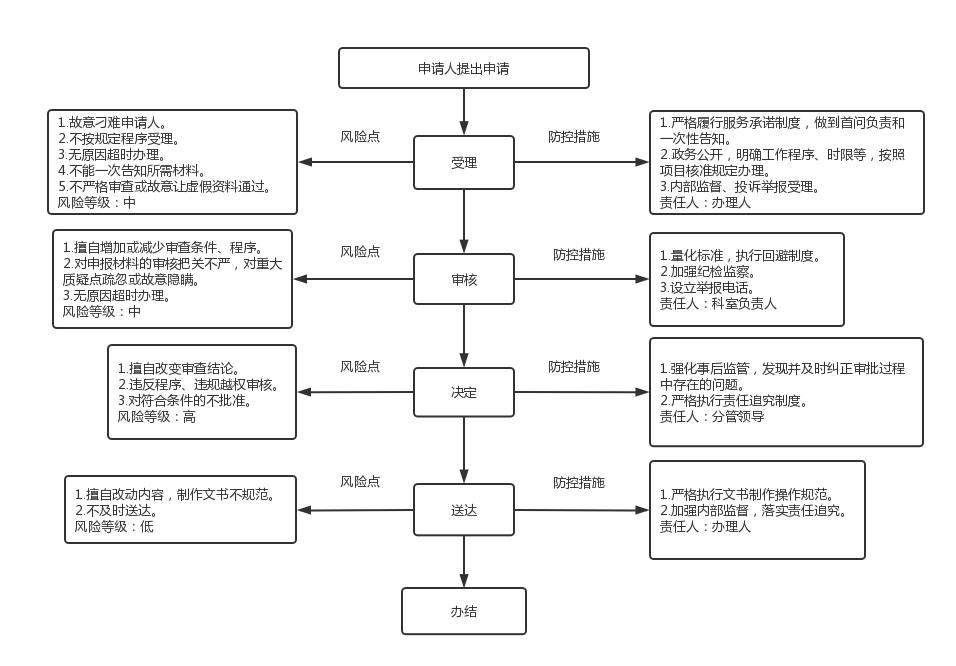 申请人提出申请
1.故意刁难申请人。
2.不按规定程序受理。
3.无原因超时办理。
4.不能一次告知所需材料。
5.不严格审查或故意让虚假资料通过。
风险等级：中
风险点
受理
防控措施
1.严格履行服务承诺制度，做到首问负责和
一次性告知。
2.政务公开，明确工作程序、时限等，按照
项目核准规定办理。
3.内部监督、投诉举报受理。
责任人：办理人
1.擅自增加或减少审查条件、程序。
2.对申报材料的审核把关不严，对重大
质疑点疏忽或故意隐瞒。
3.无原因超时办理。
风险等级：中
风险点
审核
防控措施
1.量化标准，执行回避制度。
2.加强纪检监察。
3.设立举报电话。
责任人：科室负责人
1.擅自改变审查结论。
2.违反程序、违规越权审核。
3.对符合条件的不批准。
风险等级：高
风险点
决定
防控措施
1.强化事后监管，发现并及时纠正审批过程
中存在的问题。
2.严格执行责任追究制度。
责任人：分管领导
1.擅自改动内容，制作文书不规范。
2.不及时送达。
风险等级：低
风险点
送达
防控措施
1.严格执行文书制作操作规范。
2.加强内部监督，落实责任追究。
责任人：办理人
办结